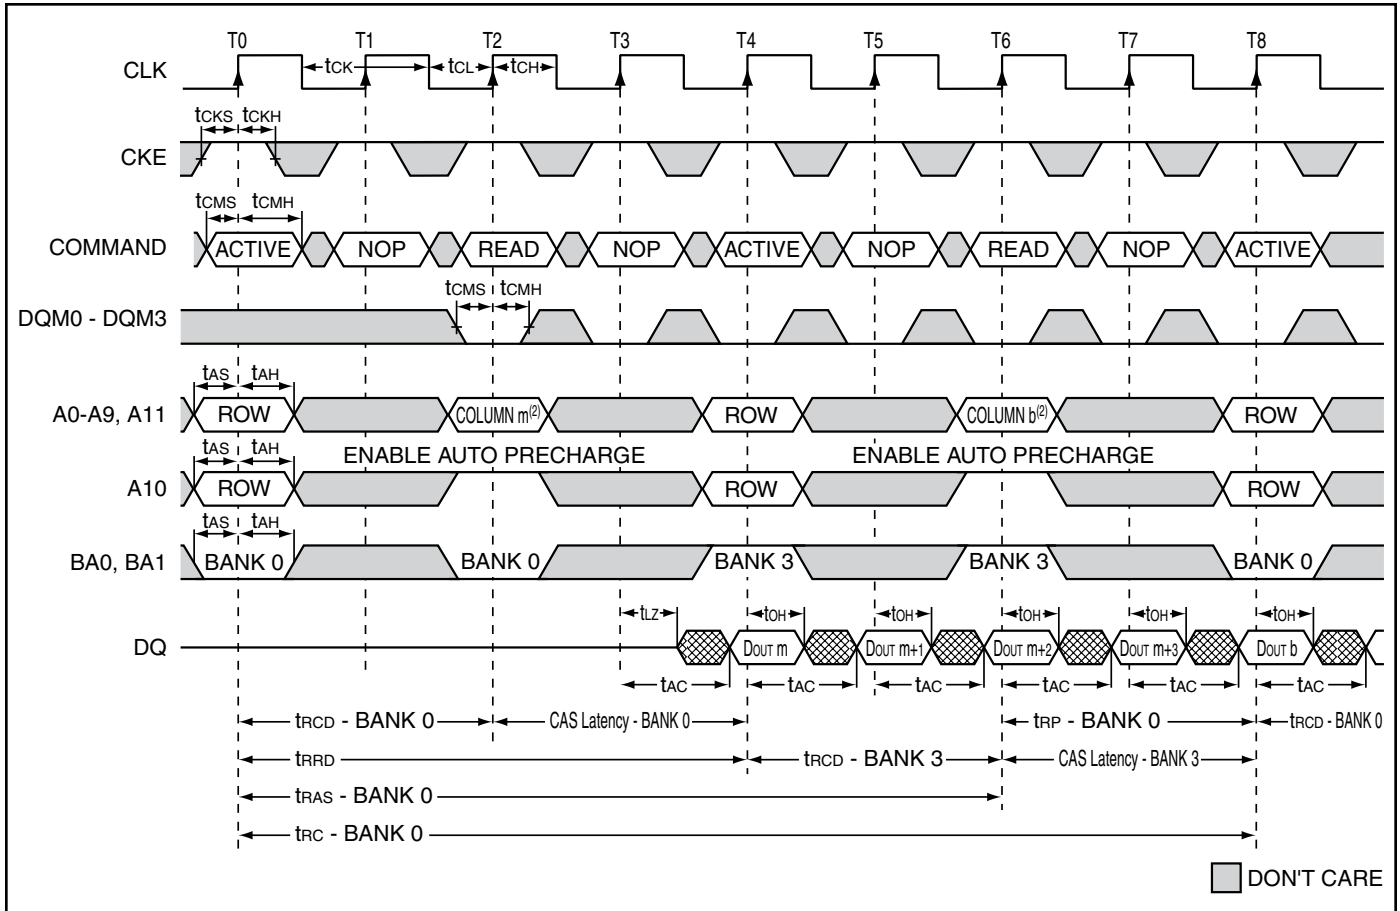 T0 T1 T2 T3 T4 T5 T6 T7 T8
CLK tCK tCL tCH
tCKS tCKH
CKE
tCMS tCMH
COMMAND ACTIVE NOP READ NOP ACTIVE NOP READ NOP ACTIVE
tCMS tCMH
DQM0 - DQM3
tAS tAH
A0-A9, A11 ROW COLUMN m(2) ROW COLUMN b(2) ROW
tAS tAH ENABLE AUTO PRECHARGE ENABLE AUTO PRECHARGE
A10 ROW ROW ROW
tAS tAH
BA0, BA1 BANK 0 BANK 0 BANK 3 BANK 3 BANK 0
tLZ tOH tOH tOH tOH tOH
DQ DOUT m DOUT m+1 DOUT m+2 DOUT m+3 DOUT b
tAC tAC tAC tAC tAC tAC
tRCD - BANK 0 CAS Latency - BANK 0 tRP - BANK 0 tRCD - BANK 0
tRRD tRCD - BANK 3 CAS Latency - BANK 3
tRAS - BANK 0
tRC - BANK 0
DON'T CARE